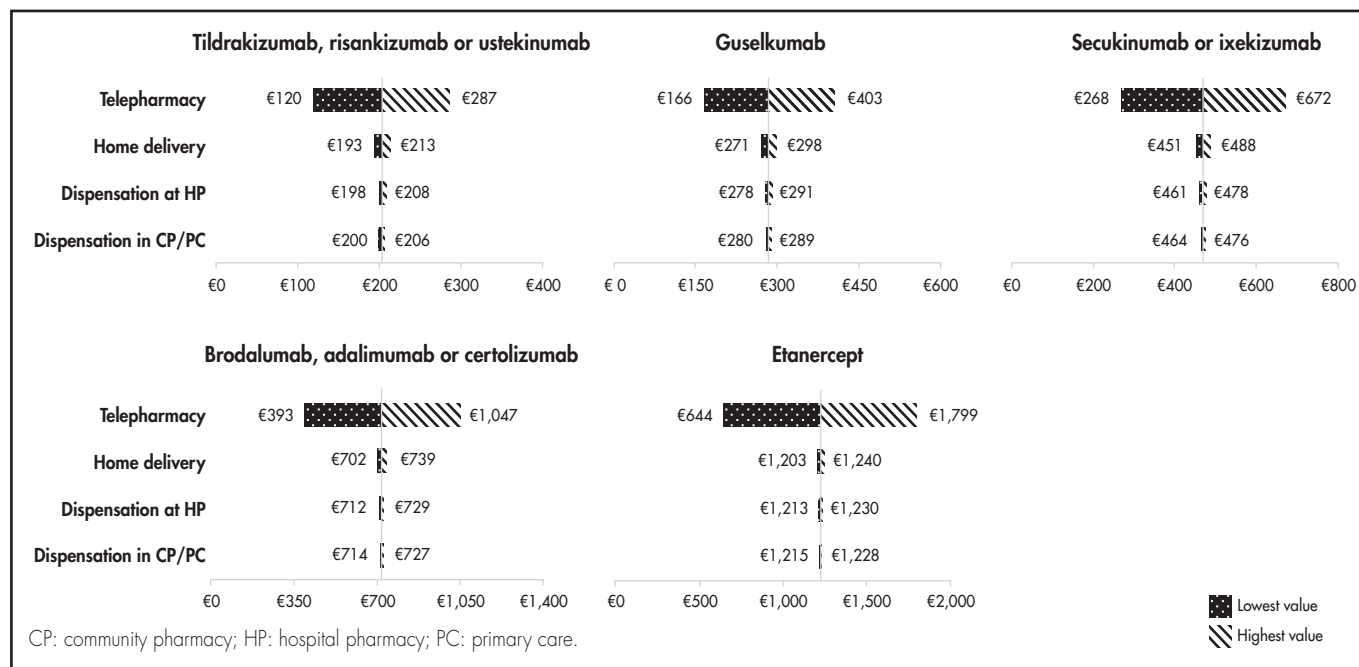 Tildrakizumab, risankizumab or ustekinumab
Telepharmacy €120 €287
Home delivery €193 €213
Dispensation at HP €198 €208
Dispensation in CP/PC €200 €206
€0 €100 €200 €300 €400
Guselkumab
€166 €403
€271 €298
€278 €291
€280 €289
€ 0 €150 €300 €450 €600
Secukinumab or ixekizumab
€268 €672
€451 €488
€461 €478
€464 €476
€0 €200 €400 €600 €800
Brodalumab, adalimumab or certolizumab
Telepharmacy €393 €1,047
Home delivery €702 €739
Dispensation at HP €712 €729
Dispensation in CP/PC €714 €727
€0 €350 €700 €1,050 €1,400
Etanercept
€644 €1,799
€1,203 €1,240
€1,213 €1,230
€1,215 €1,228
€0 €500 €1,000 €1,500 €2,000
Lowest value
Highest value
CP: community pharmacy; HP: hospital pharmacy; PC: primary care.